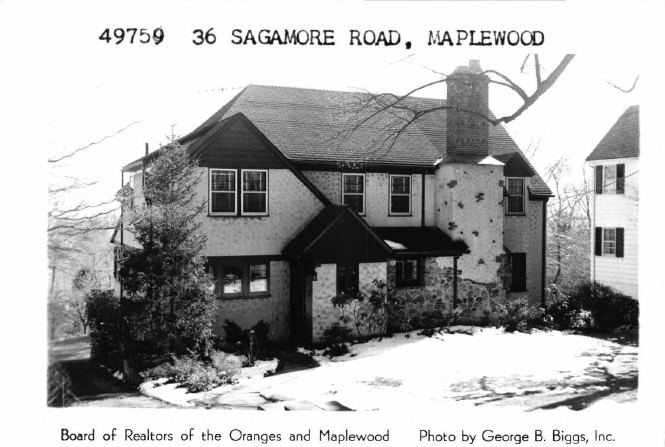 49759 36 SAGAMORE ROAD, MAPLEWOOD
Board of Realtors of the Oranges and Maplewood Photo by George B. Biggs, Inc.